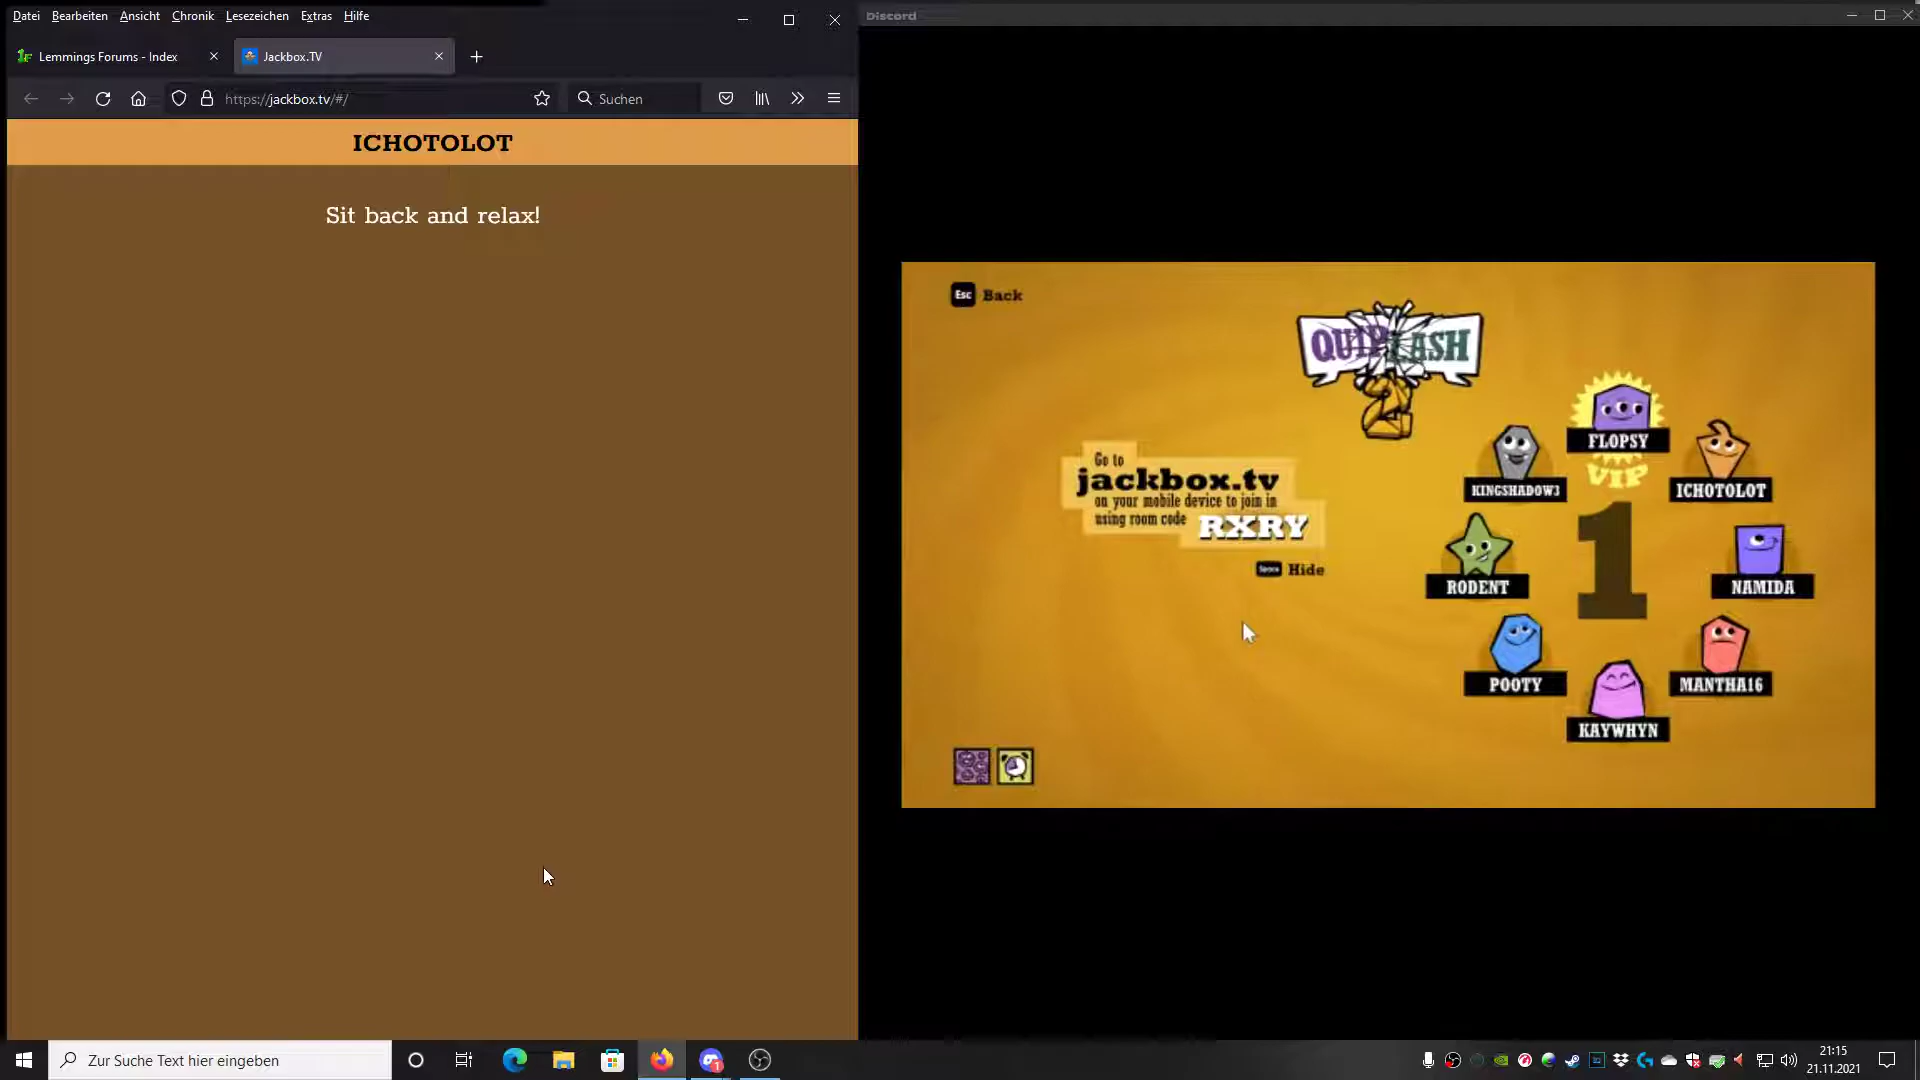 Datei Bearbeiten Ansicht Chronik Lesezeichen Extras Hilfe
Lemmings Forums - Index
Jackbox.TV
https://jackbox.tv/#/
Suchen
ICHOTOLOT
Sit back and relax!
Discord
Esc Back
QUIPLASH
2
Go to
jackbox.tv
on your mobile device to join in
using room code RXRY
Space Hide
FLOPSY
VIP
KINGSHADOW3
ICHOTOLOT
1
RODENT
NAMIDA
POOTY
MANTHA16
KAYWHYN
Zur Suche Text hier eingeben
1
21:15
21.11.2021